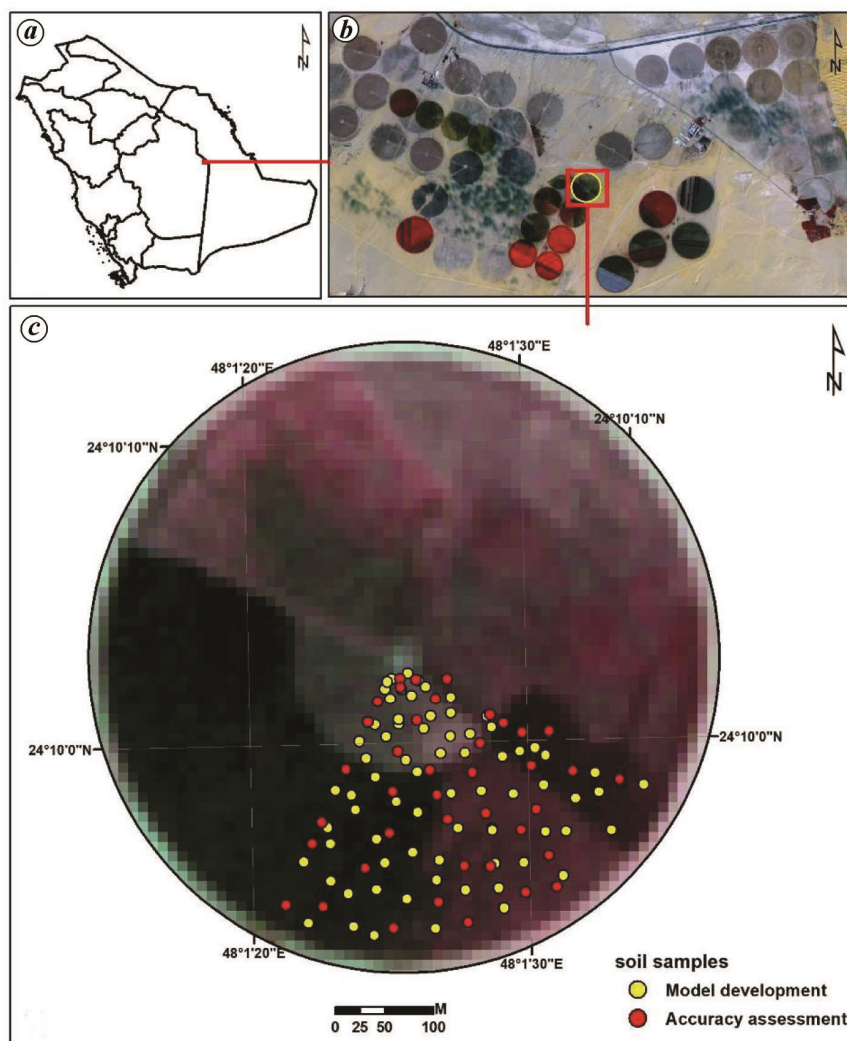 a
N
b
N
c
N
48°1'20"E
48°1'30"E
24°10'10"N
24°10'10"N
24°10'0"N
24°10'0"N
48°1'20"E
48°1'30"E
soil samples
Model development
Accuracy assessment
M
0 25 50 100